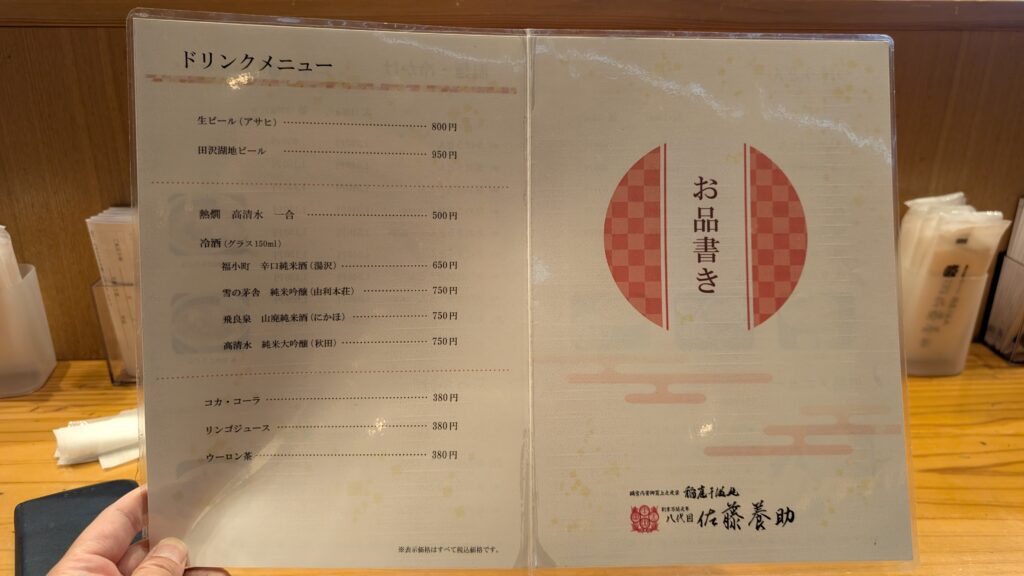 ドリンクメニュー
生ビール（アサヒ） 800円
田沢湖地ビール 950円
熱燗 高清水 一合 500円
冷酒（グラス150ml）
福小町 辛口純米酒（湯沢） 650円
雪の茅舎 純米吟醸（由利本荘） 750円
飛良泉 山廃純米酒（にかほ） 750円
高清水 純米大吟醸（秋田） 750円
コカ・コーラ 380円
リンゴジュース 380円
ウーロン茶 380円
※表示価格はすべて税込価格です。
お品書き
稲庭干饂飩
八代目 佐藤養助